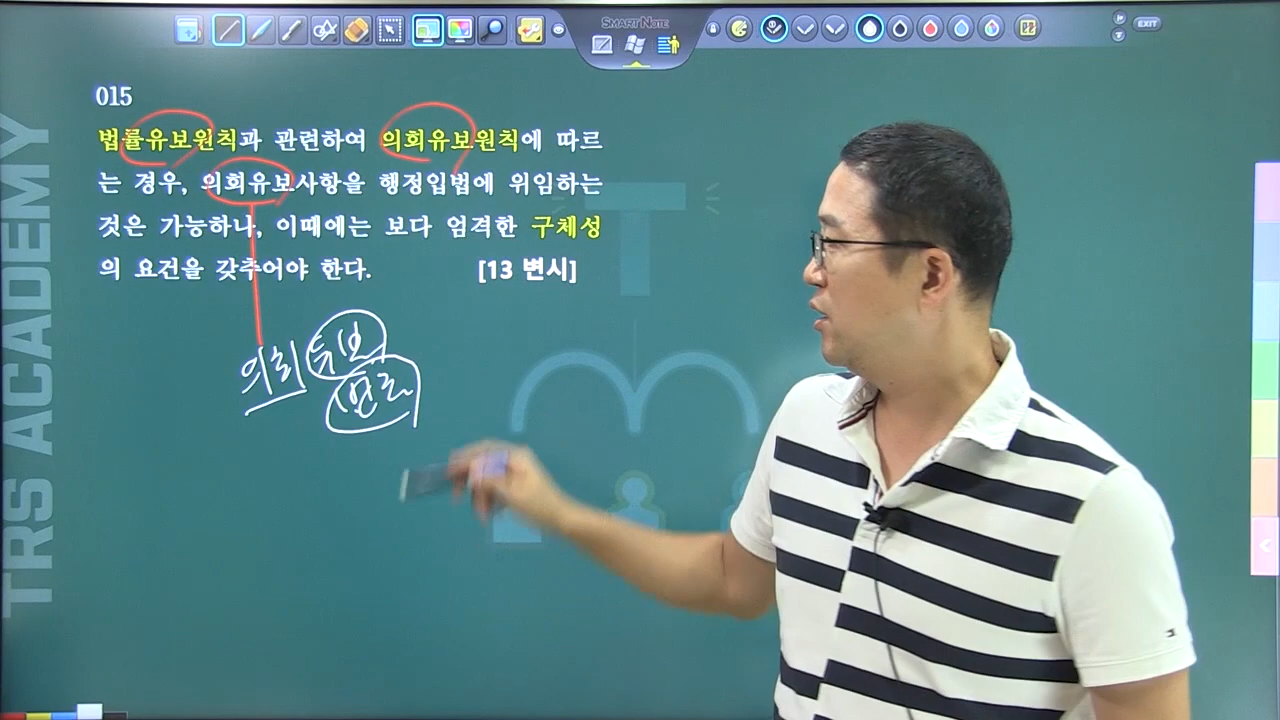 SMART NOTE
EXIT
015
법률유보원칙과 관련하여 의회유보원칙에 따르
는 경우, 의회유보사항을 행정입법에 위임하는
것은 가능하나, 이때에는 보다 엄격한 구체성
의 요건을 갖추어야 한다. [13 변시]
의회 유보
법률
TRS ACADEMY